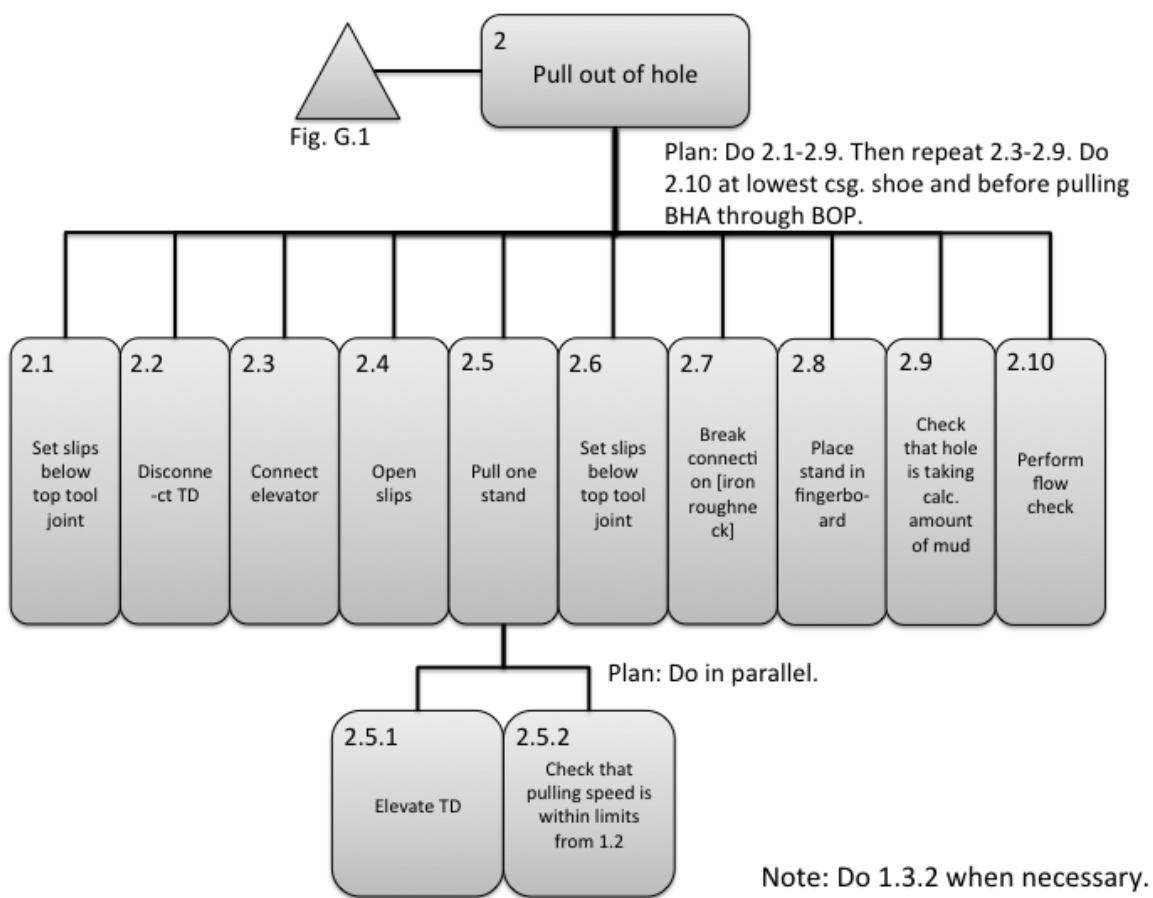 2
Pull out of hole
Fig. G.1
Plan: Do 2.1-2.9. Then repeat 2.3-2.9. Do
2.10 at lowest csg. shoe and before pulling
BHA through BOP.
2.1
Set slips
below
top tool
joint
2.2
Disconne
-ct TD
2.3
Connect
elevator
2.4
Open
slips
2.5
Pull one
stand
2.6
Set slips
below
top tool
joint
2.7
Break
connecti
on [iron
roughne
ck]
2.8
Place
stand in
fingerbo-
ard
2.9
Check
that hole
is taking
calc.
amount
of mud
2.10
Perform
flow
check
Plan: Do in parallel.
2.5.1
Elevate TD
2.5.2
Check that
pulling speed is
within limits
from 1.2
Note: Do 1.3.2 when necessary.